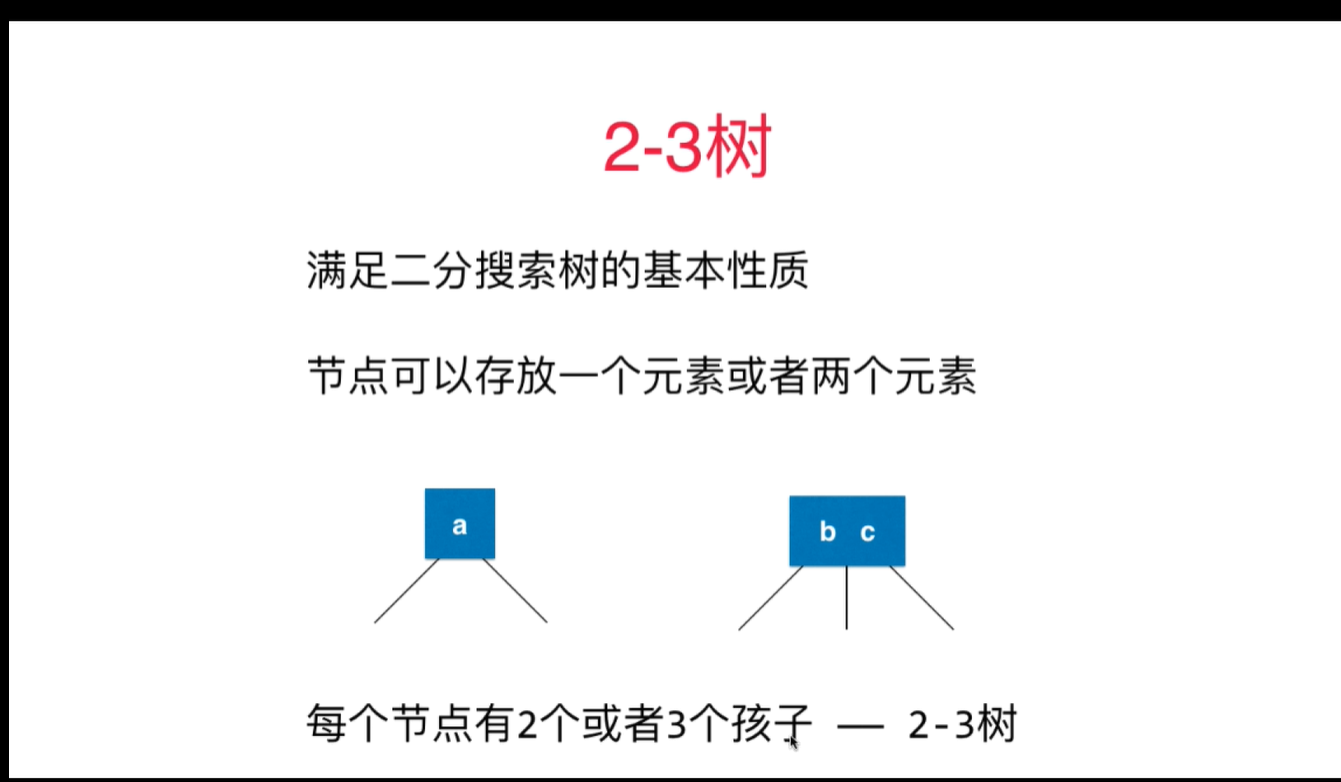 2-3树
满足二分搜索树的基本性质
节点可以存放一个元素或者两个元素
a
b c
每个节点有2个或者3个孩子 — 2-3树